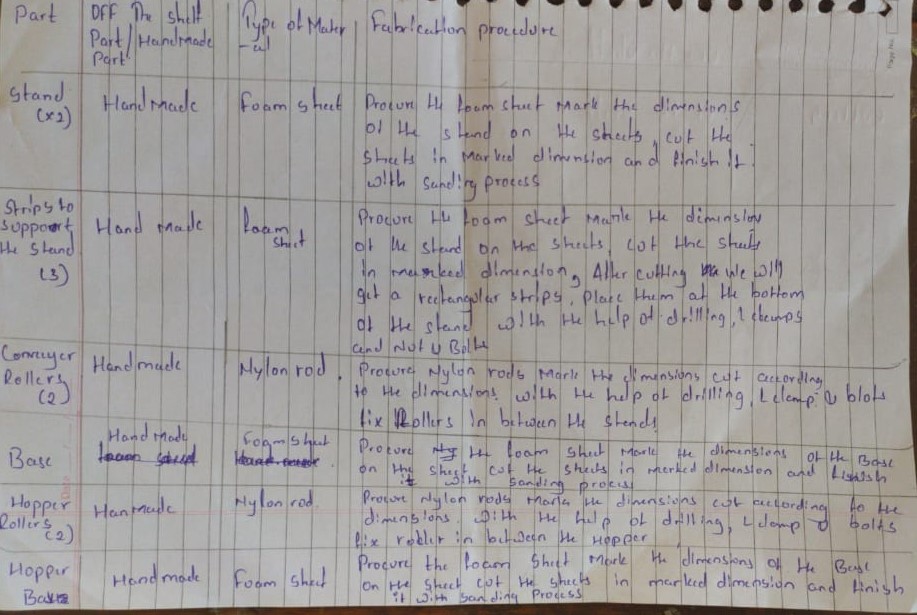 Part
OFF The shelf
Part/Handmade
Part
Type of Mater
-al
Fabrication procedure
Stand
(x2)
Hand Made
Foam sheet
Procure the foam sheet Mark the dimensions
of the stand on the sheets, cut the
sheets in Marked dimension and finish it
with Sanding process
Strips to
support
the Stand
(3)
Hand made
foam
sheet
Procure the foam sheet Mark the dimension
of the stand on the sheets, cut the sheets
in marked dimension, After cutting we will
get a rectangular strips, Place them at the bottom
of the stand with the help of drilling, L clamps
and Nut & Bolts
Conveyer
Rollers
(2)
Handmade
Nylon rod.
Procure Nylon rods Mark the dimensions cut according
to the dimensions, with the help of drilling, L clamp & blots
fix Rollers in between the stands
Base
Hand Made
Foam sheet
Procure the foam sheet Mark the dimensions of the Base
on the sheet cut the sheets in marked dimension and finish
it with sanding process
Hopper
Rollers
(2)
Hanmade
Nylon rod
Procure Nylon rods Mark the dimensions cut according to the
dimensions. with the help of drilling, L clamp & bolts
fix roller in between the Hopper
Hopper
Base
Handmade
Foam sheet
Procure the foam Sheet Mark the dimensions of the Base
on the sheet cut the sheets in marked dimension and finish
it with sanding Process
Page No.
Date